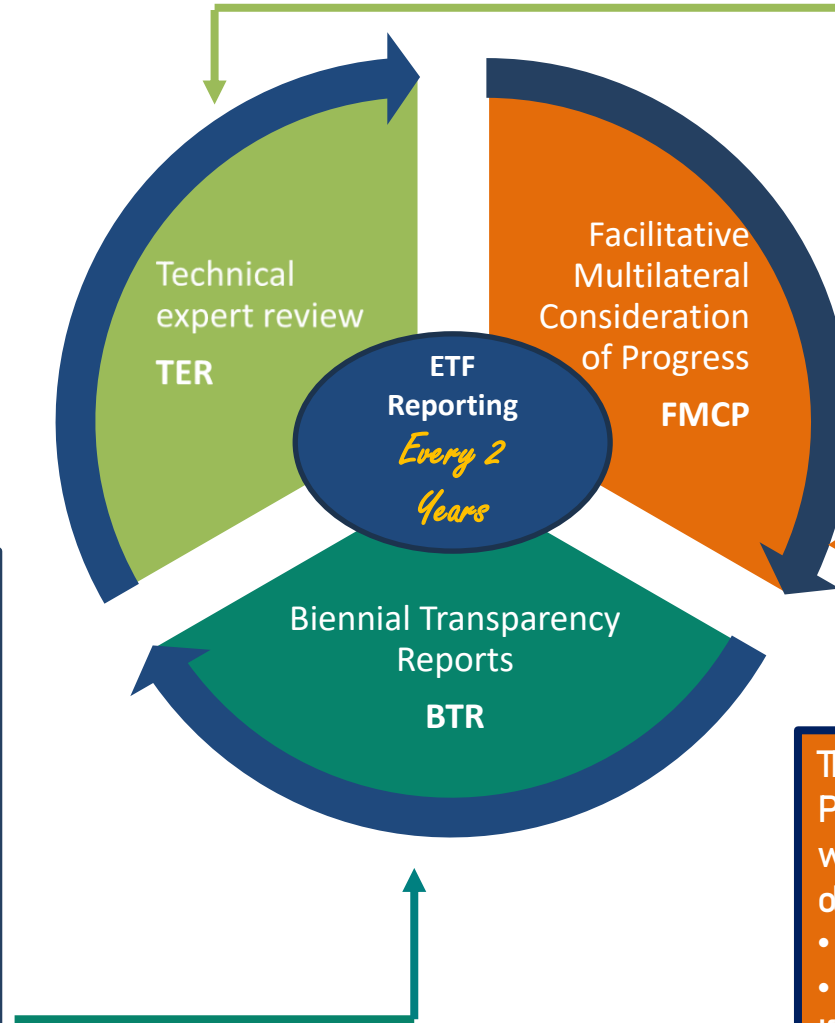 Technical
expert review
TER
Facilitative
Multilateral
Consideration
of Progress
FMCP
ETF
Reporting
Every 2
Years
Biennial Transparency
Reports
BTR